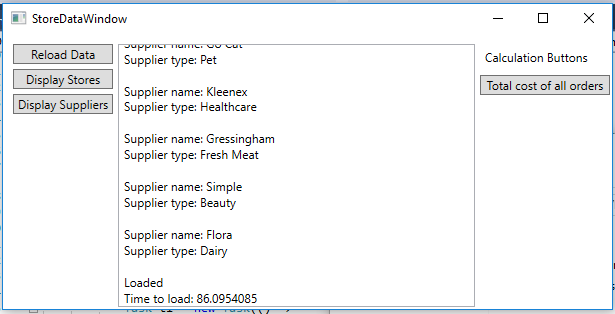 StoreDataWindow
Reload Data
Display Stores
Display Suppliers
Supplier name: Go Cat
Supplier type: Pet
Supplier name: Kleenex
Supplier type: Healthcare
Supplier name: Gressingham
Supplier type: Fresh Meat
Supplier name: Simple
Supplier type: Beauty
Supplier name: Flora
Supplier type: Dairy
Loaded
Time to load: 86.0954085
Calculation Buttons
Total cost of all orders